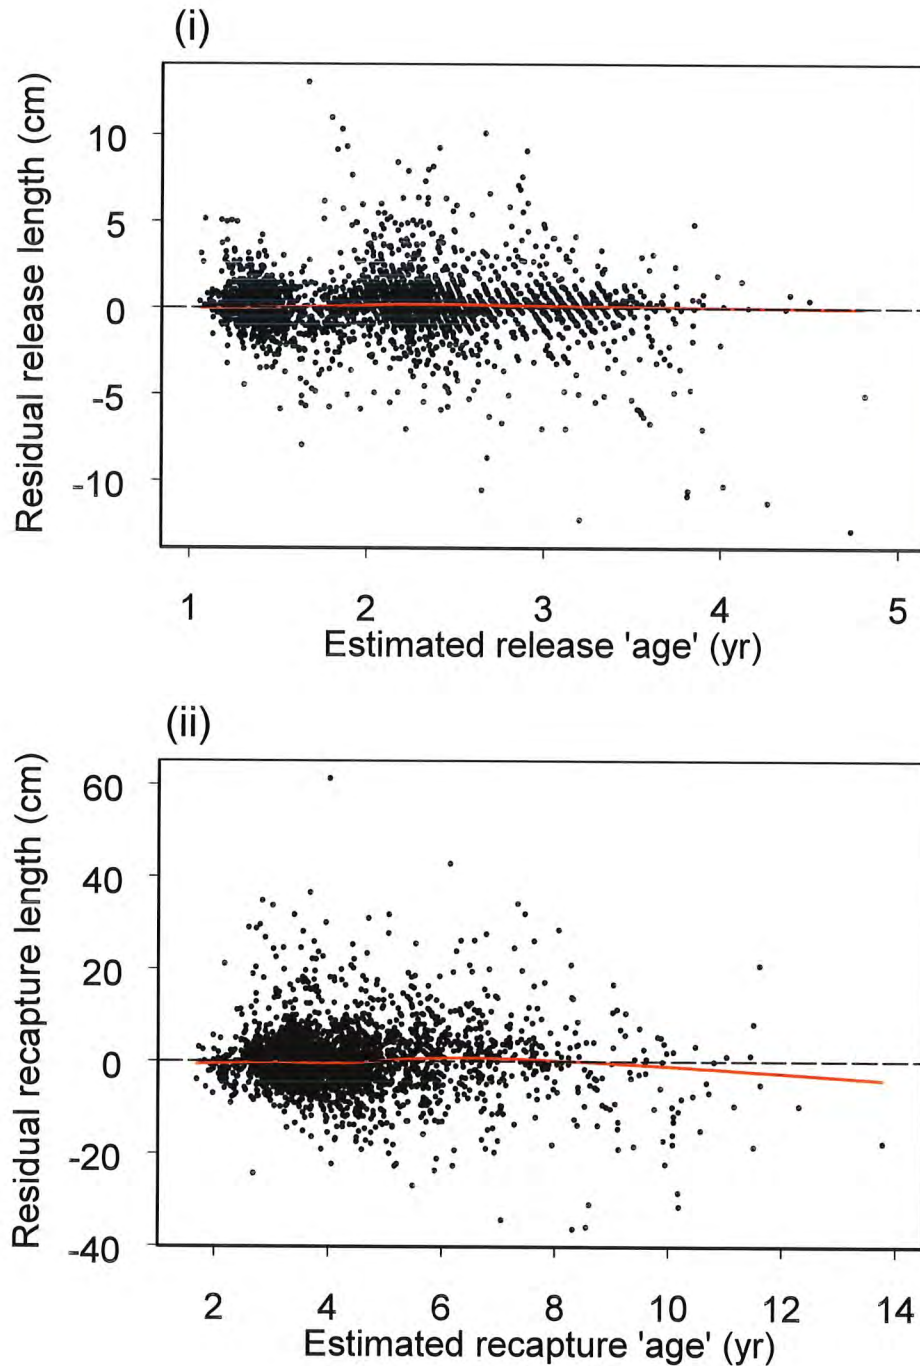 (i)
Residual release length (cm)
10
5
0
-5
-10
1 2 3 4 5
Estimated release 'age' (yr)
(ii)
Residual recapture length (cm)
60
40
20
0
-20
-40
2 4 6 8 10 12 14
Estimated recapture 'age' (yr)